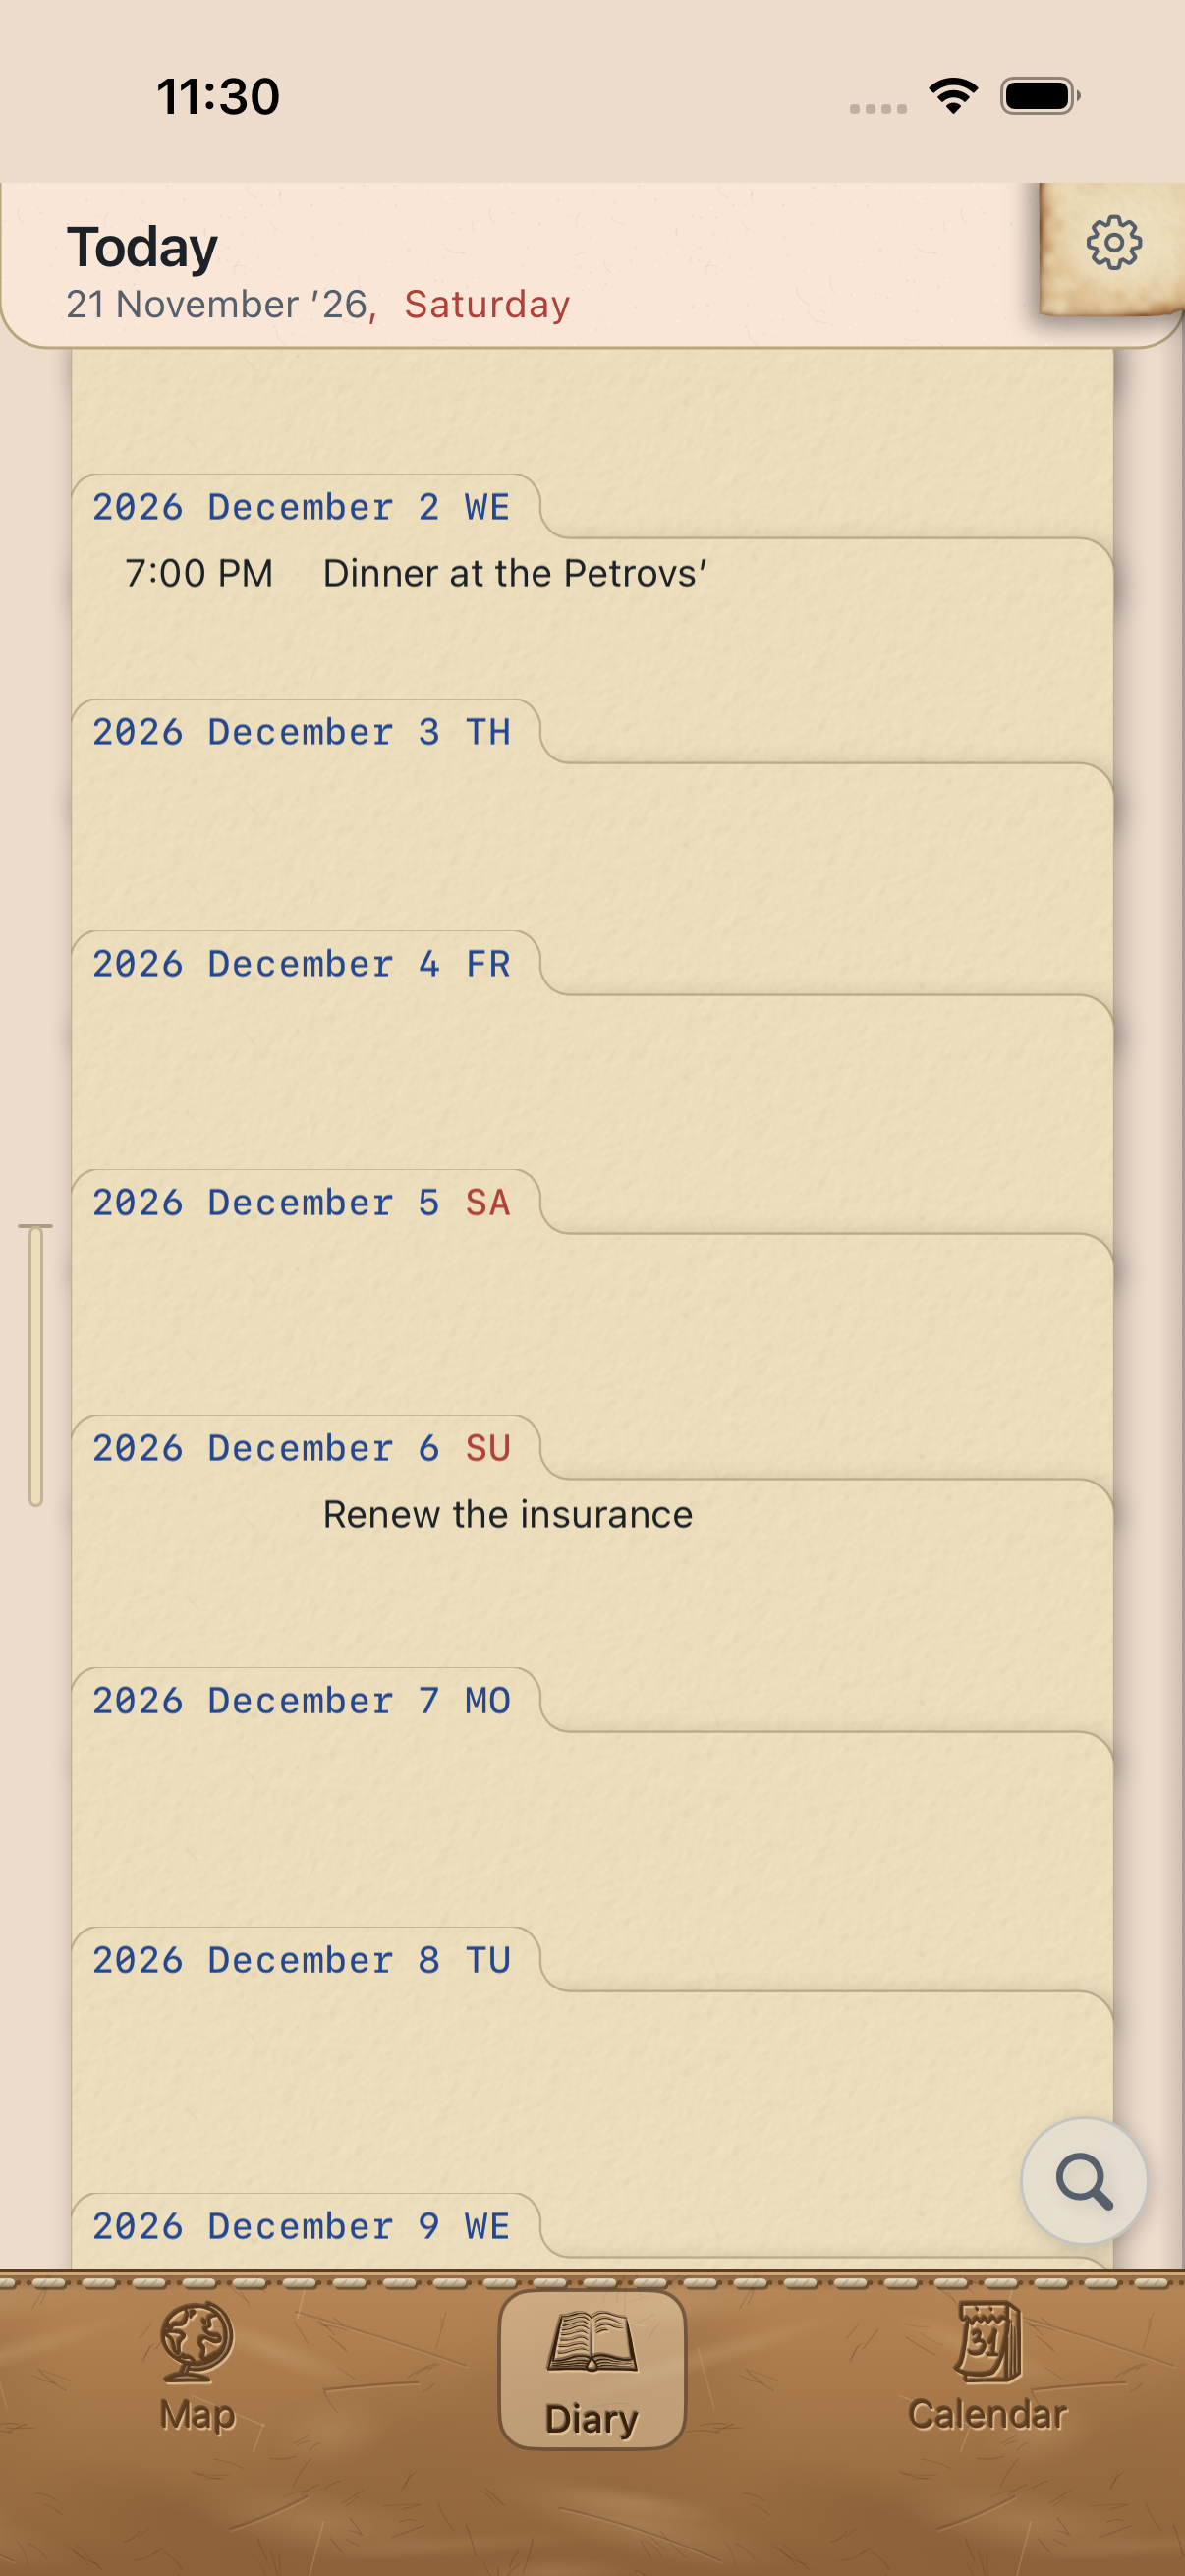 11:30
Today
21 November ’26, Saturday
2026 December 2 WE
7:00 PM Dinner at the Petrovs’
2026 December 3 TH
2026 December 4 FR
2026 December 5 SA
2026 December 6 SU
Renew the insurance
2026 December 7 MO
2026 December 8 TU
2026 December 9 WE
31
Map
Diary
Calendar